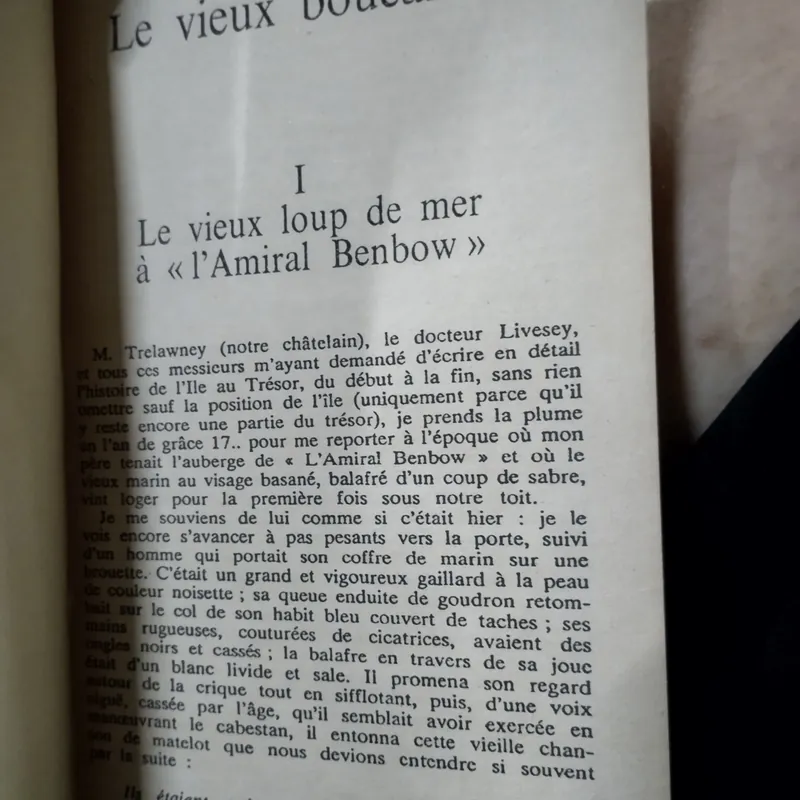 Le vieux
I
Le vieux loup de mer
à « l'Amiral Benbow »
M. Trelawney (notre châtelain), le docteur Livesey,
et tous ces messieurs m'ayant demandé d'écrire en détail
l'histoire de l'Ile au Trésor, du début à la fin, sans rien
omettre sauf la position de l'île (uniquement parce qu'il
y reste encore une partie du trésor), je prends la plume
en l'an de grâce 17.. pour me reporter à l'époque où mon
père tenait l'auberge de « L'Amiral Benbow » et où le
vieux marin au visage basané, balafré d'un coup de sabre,
vint loger pour la première fois sous notre toit.
Je me souviens de lui comme si c'était hier : je le
vois encore s'avancer à pas pesants vers la porte, suivi
d'un homme qui portait son coffre de marin sur une
brouette. C'était un grand et vigoureux gaillard à la peau
de couleur noisette ; sa queue enduite de goudron retom-
bait sur le col de son habit bleu couvert de taches ; ses
mains rugueuses, couturées de cicatrices, avaient des
ongles noirs et cassés ; la balafre en travers de sa joue
était d'un blanc livide et sale. Il promena son regard
autour de la crique tout en sifflotant, puis, d'une voix
aiguë, cassée par l'âge, qu'il semblait avoir exercée en
manœuvrant le cabestan, il entonna cette vieille chan-
son de matelot que nous devions entendre si souvent
par la suite :
Ils étaient